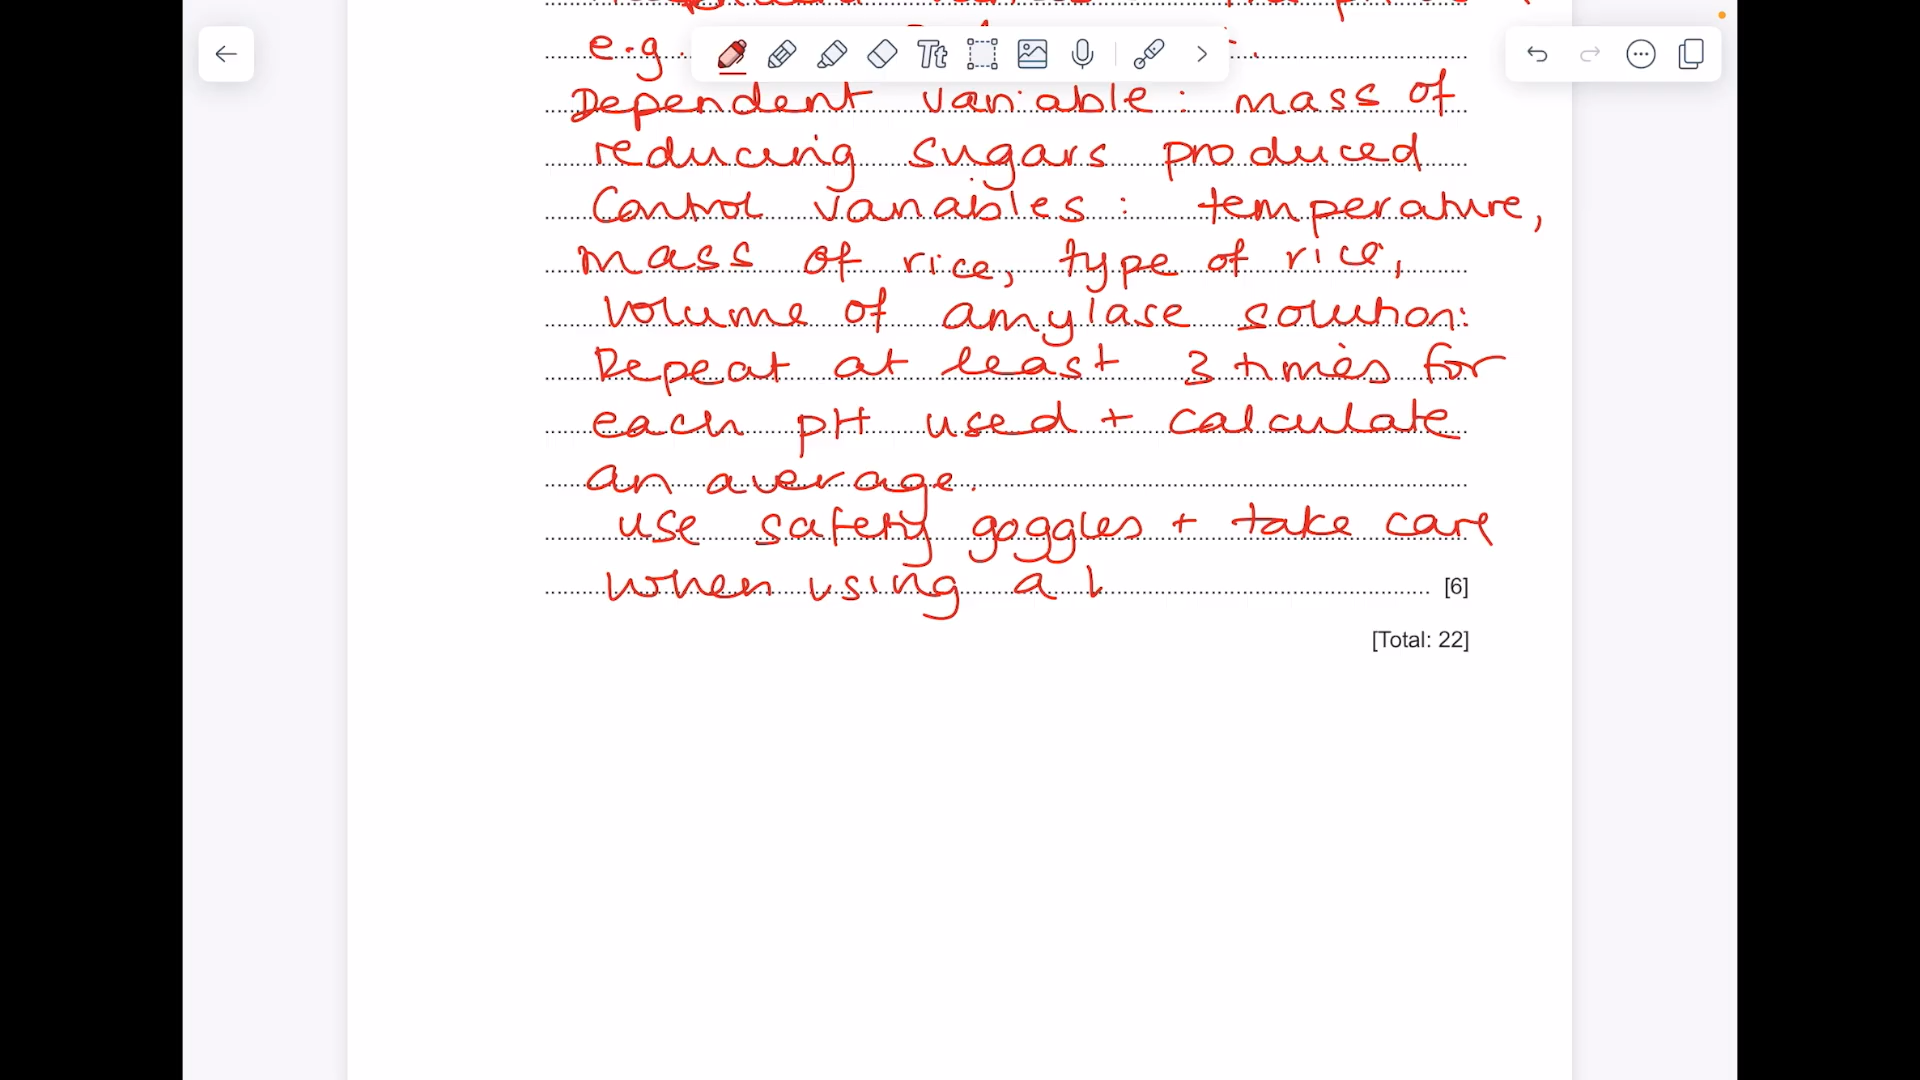 e.g.
Dependent variable: mass of
reducing sugars produced
Control variables: temperature,
mass of rice, type of rice,
volume of amylase solution:
Repeat at least 3 times for
each pH used + calculate
an average.
use safety goggles + take care
when using a [6]
[Total: 22]
Tt